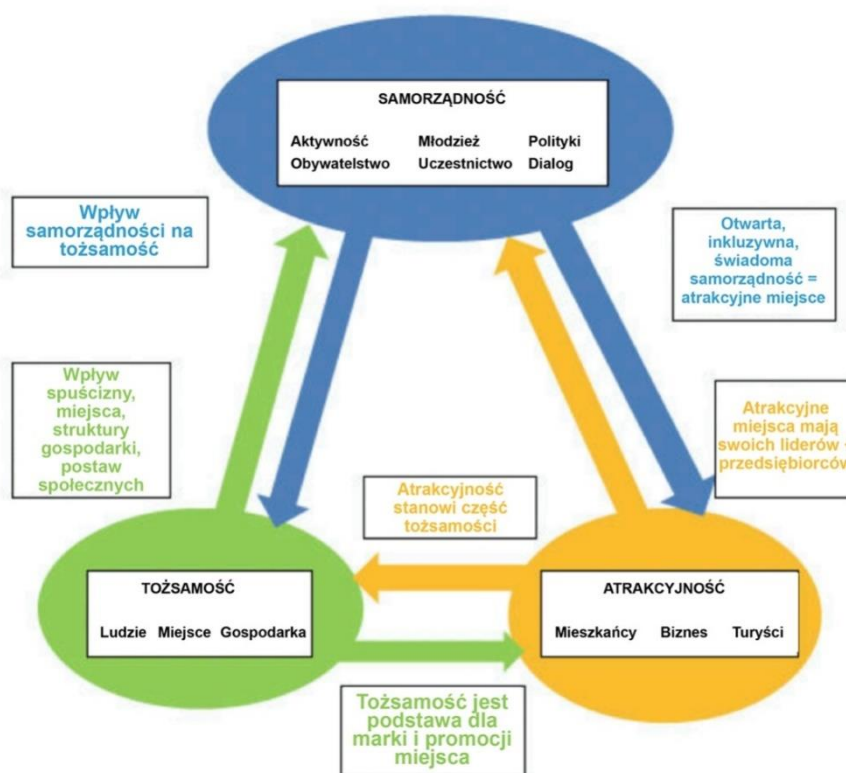 SAMORZĄDNOŚĆ
Aktywność Młodzież Polityki
Obywatelstwo Uczestnictwo Dialog
Wpływ
samorządności na
tożsamość
Otwarta,
inkluzywna,
świadoma
samorządność =
atrakcyjne miejsce
Wpływ
spuścizny,
miejsca,
struktury
gospodarki,
postaw
społecznych
Atrakcyjne
miejsca mają
swoich liderów -
przedsiębiorców
Atrakcyjność
stanowi część
tożsamości
TOŻSAMOŚĆ
Ludzie Miejsce Gospodarka
ATRAKCYJNOŚĆ
Mieszkańcy Biznes Turyści
Tożsamość jest
podstawa dla
marki i promocji
miejsca